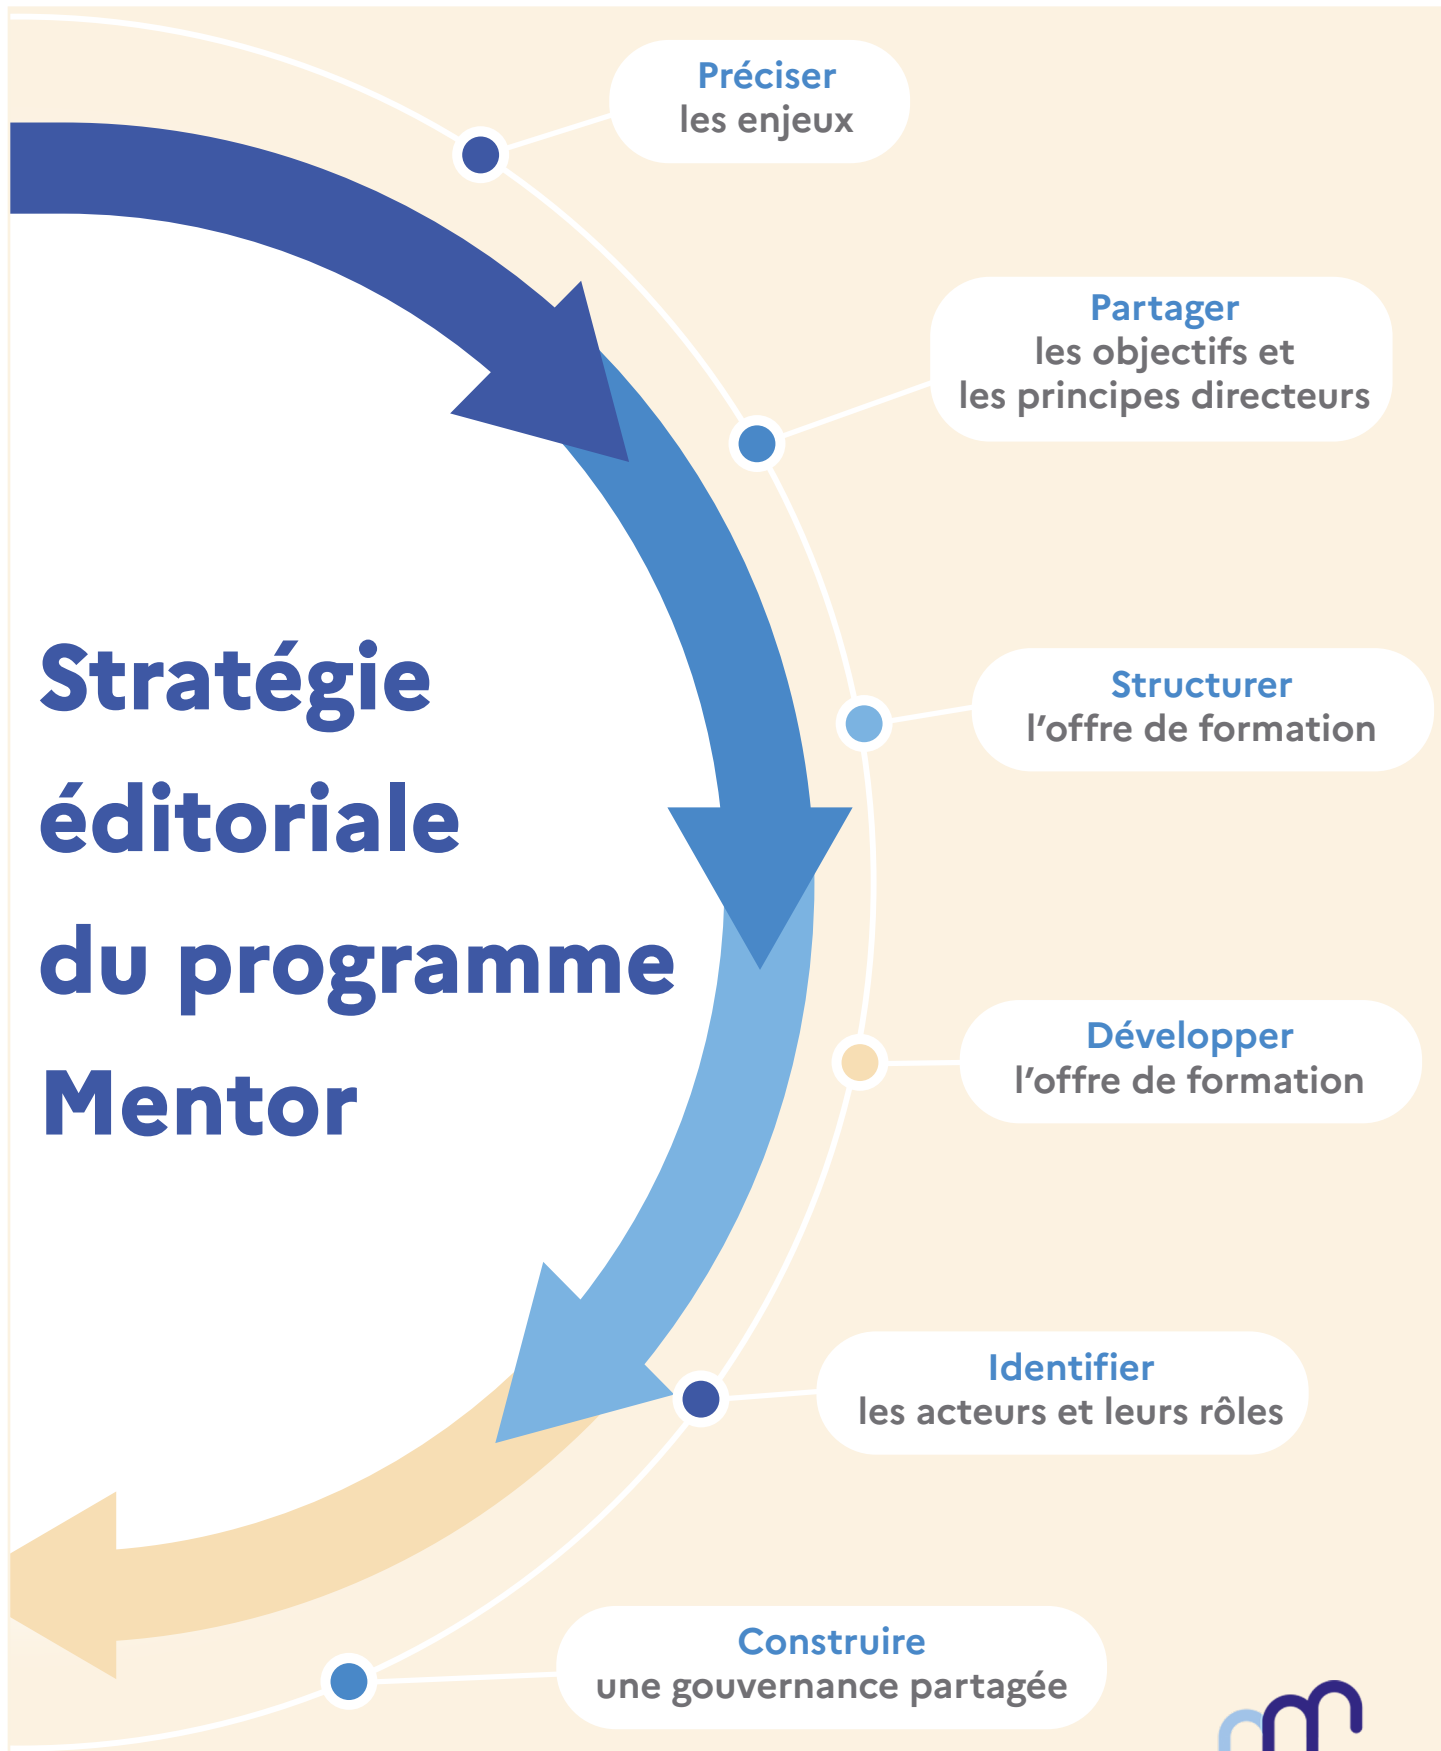 Préciser
les enjeux
Partager
les objectifs et
les principes directeurs
Structurer
l’offre de formation
Stratégie
éditoriale
du programme
Mentor
Développer
l’offre de formation
Identifier
les acteurs et leurs rôles
Construire
une gouvernance partagée